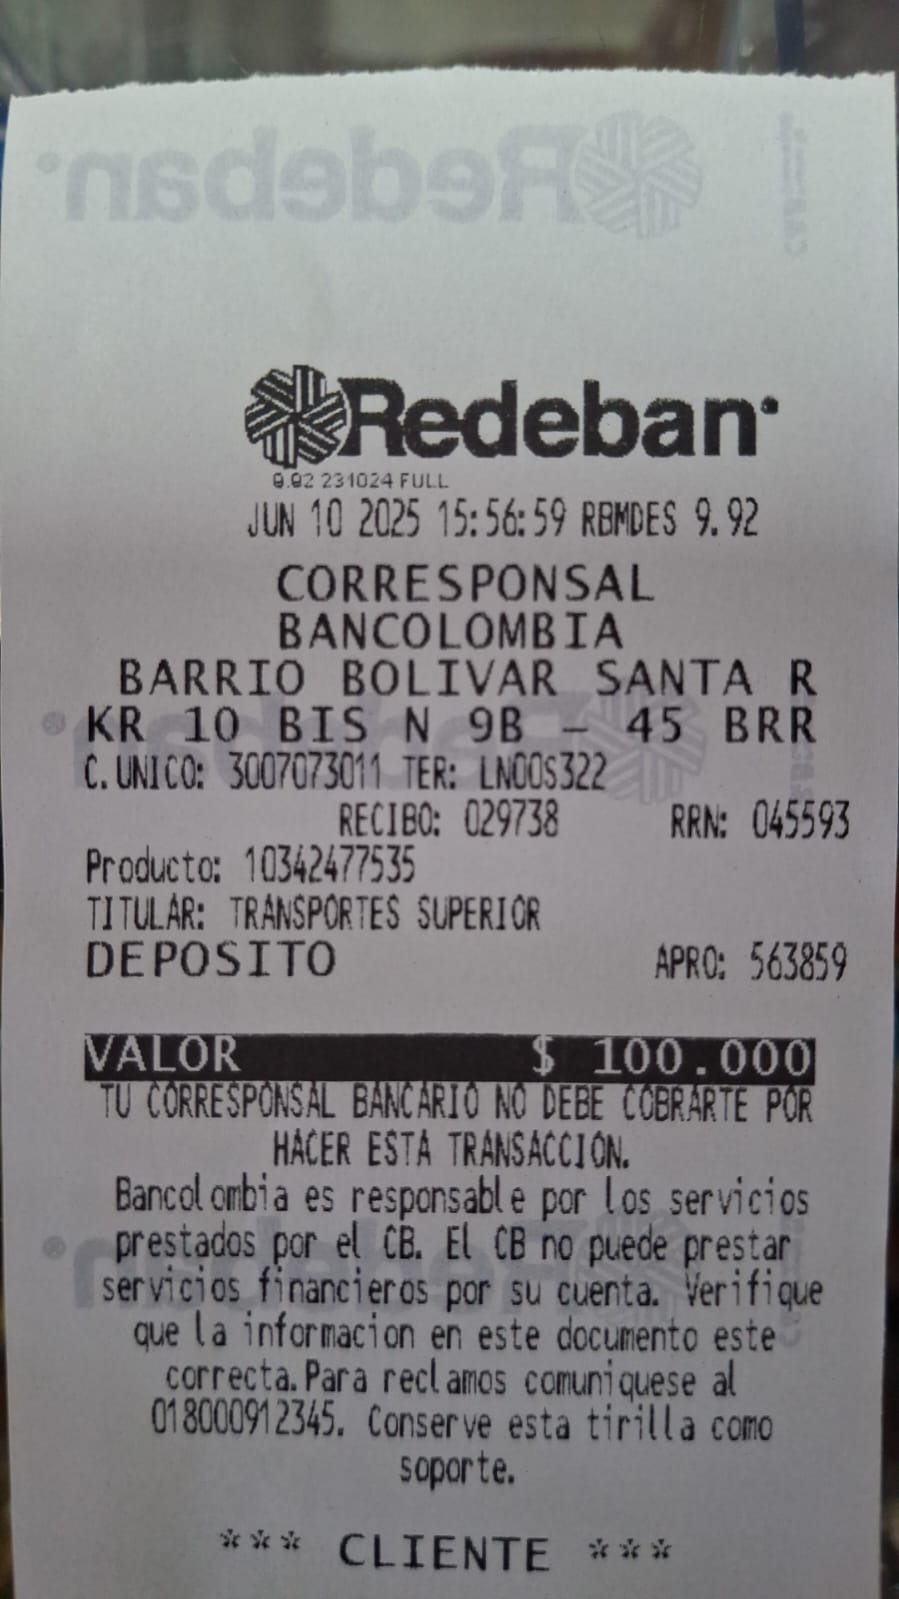 Redeban
Redeban
9.92 231024 FULL
JUN 10 2025 15:56:59 RBMDES 9.92
CORRESPONSAL
BANCOLOMBIA
BARRIO BOLIVAR SANTA R
KR 10 BIS N 9B - 45 BRR
C.UNICO: 3007073011 TER: LNOOS322
RECIBO: 029738 RRN: 045593
Producto: 10342477535
TITULAR: TRANSPORTES SUPERIOR
DEPOSITO APRO: 563859
VALOR $ 100.000
TU CORRESPONSAL BANCARIO NO DEBE COBRARTE POR
HACER ESTA TRANSACCION.
Bancolombia es responsable por los servicios
prestados por el CB. El CB no puede prestar
servicios financieros por su cuenta. Verifique
que la informacion en este documento este
correcta.Para reclamos comuniquese al
018000912345. Conserve esta tirilla como
soporte.
*** CLIENTE ***